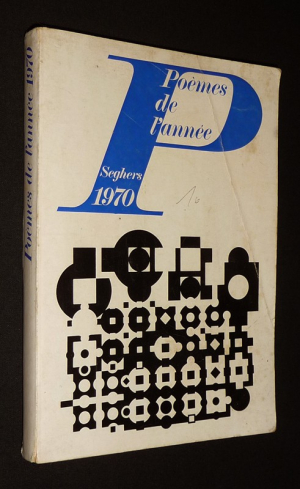 Poèmes de l'année 1970
P
Poèmes
de
l'année
Seghers
1970